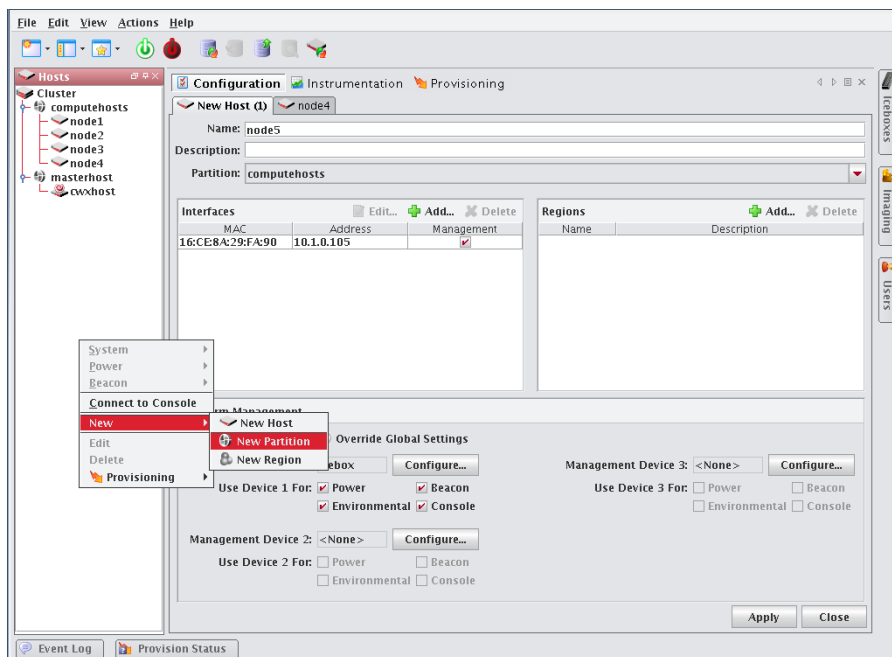 File Edit View Actions Help
Hosts
Cluster
computehosts
node1
node2
node3
node4
masterhost
cwxhost
Configuration Instrumentation Provisioning
New Host (1) node4
Name: node5
Description:
Partition: computehosts
Interfaces Edit... Add... Delete
MAC Address Management
16:CE:8A:29:FA:90 10.1.0.105
Regions Add... Delete
Name Description
System
Power
Beacon
Connect to Console
New
Edit
Delete
Provisioning
New Host
New Partition
New Region
Management
Override Global Settings
ebox Configure...
Use Device 1 For: Power Beacon
Environmental Console
Management Device 2: <None> Configure...
Use Device 2 For: Power Beacon
Environmental Console
Management Device 3: <None> Configure...
Use Device 3 For: Power Beacon
Environmental Console
Apply Close
Iceboxes
Imaging
Users
Event Log Provision Status